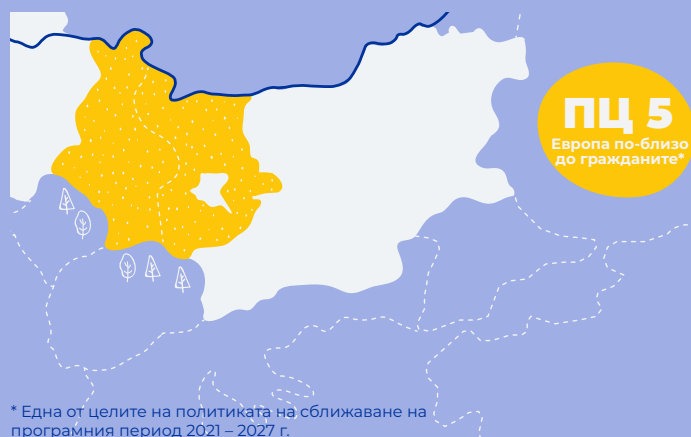 ПЦ 5
Европа по-близо
до гражданите*
* Една от целите на политиката на сближаване на
програмния период 2021 – 2027 г.